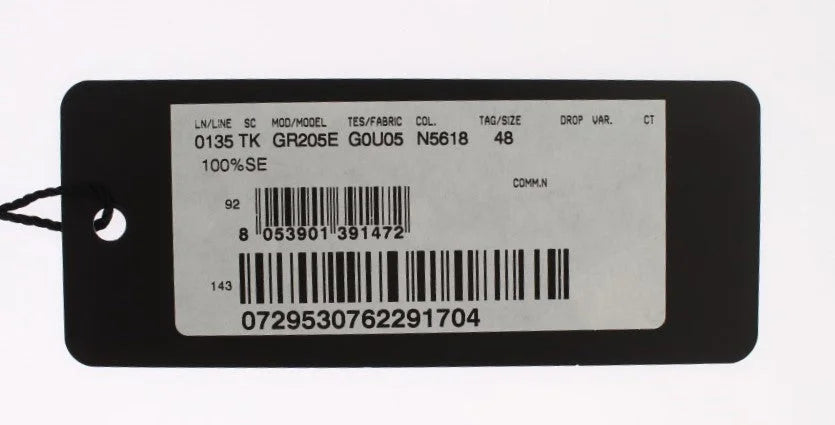 LN/LINE SC MOD/MODEL TES/FABRIC COL. TAG/SIZE DROP VAR. CT
0135 TK GR205E G0U05 N5618 48
100%SE
COMM.N
92
8 053901 391472
143
0729530762291704